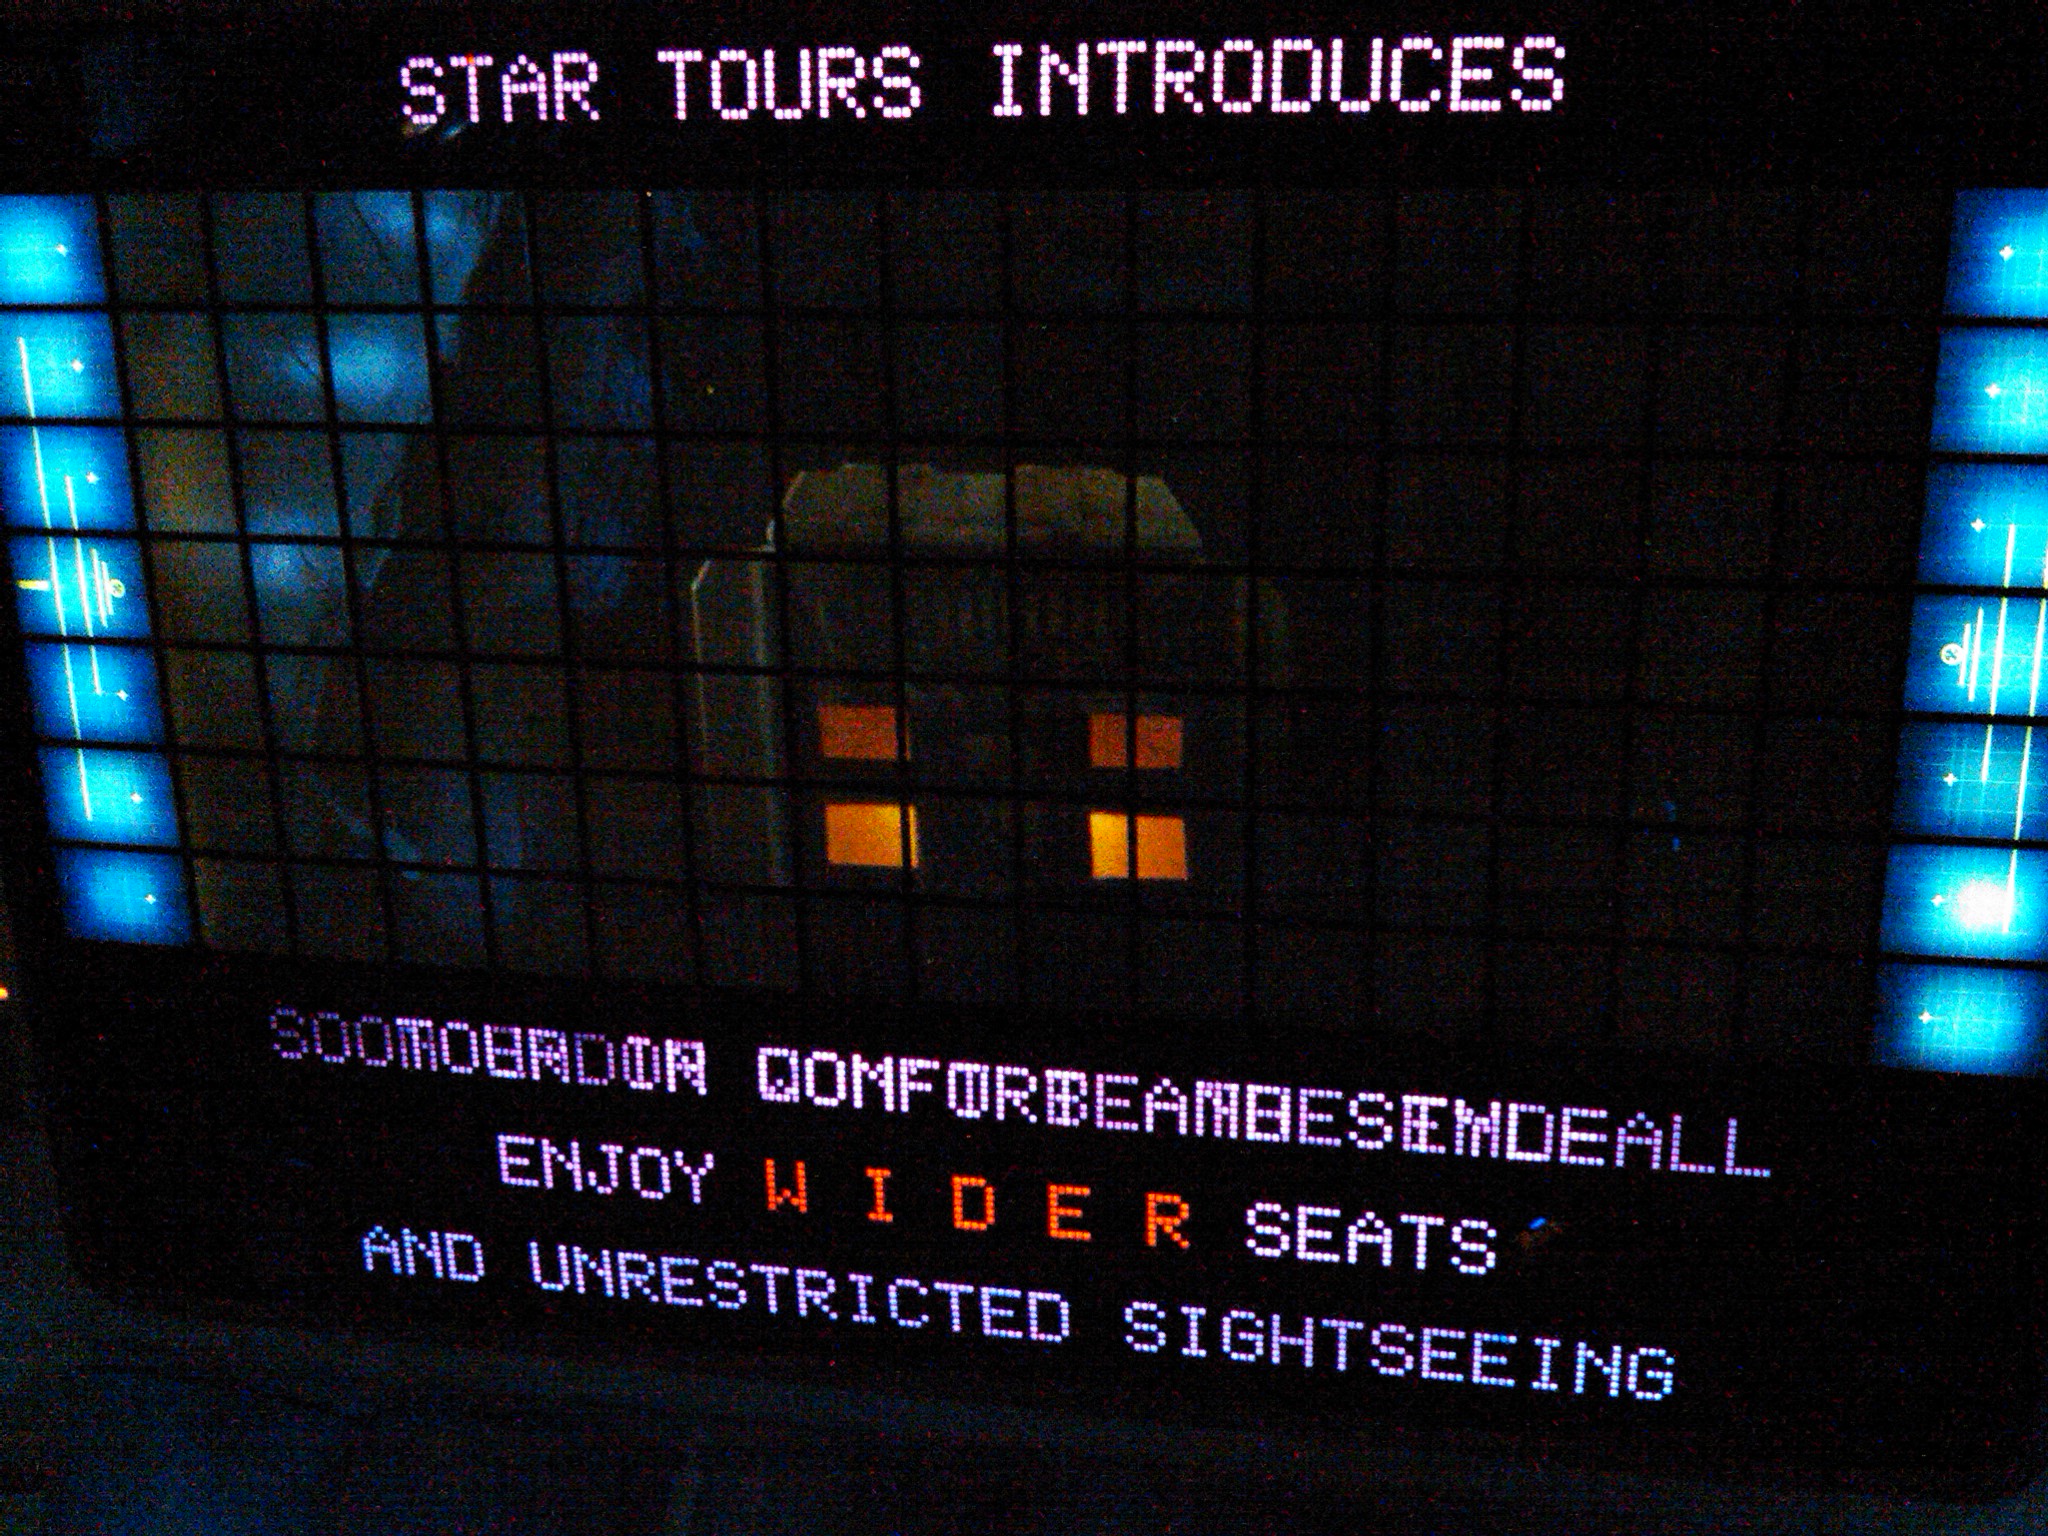 STAR TOURS INTRODUCES
ENJOY W I D E R SEATS
AND UNRESTRICTED SIGHTSEEING